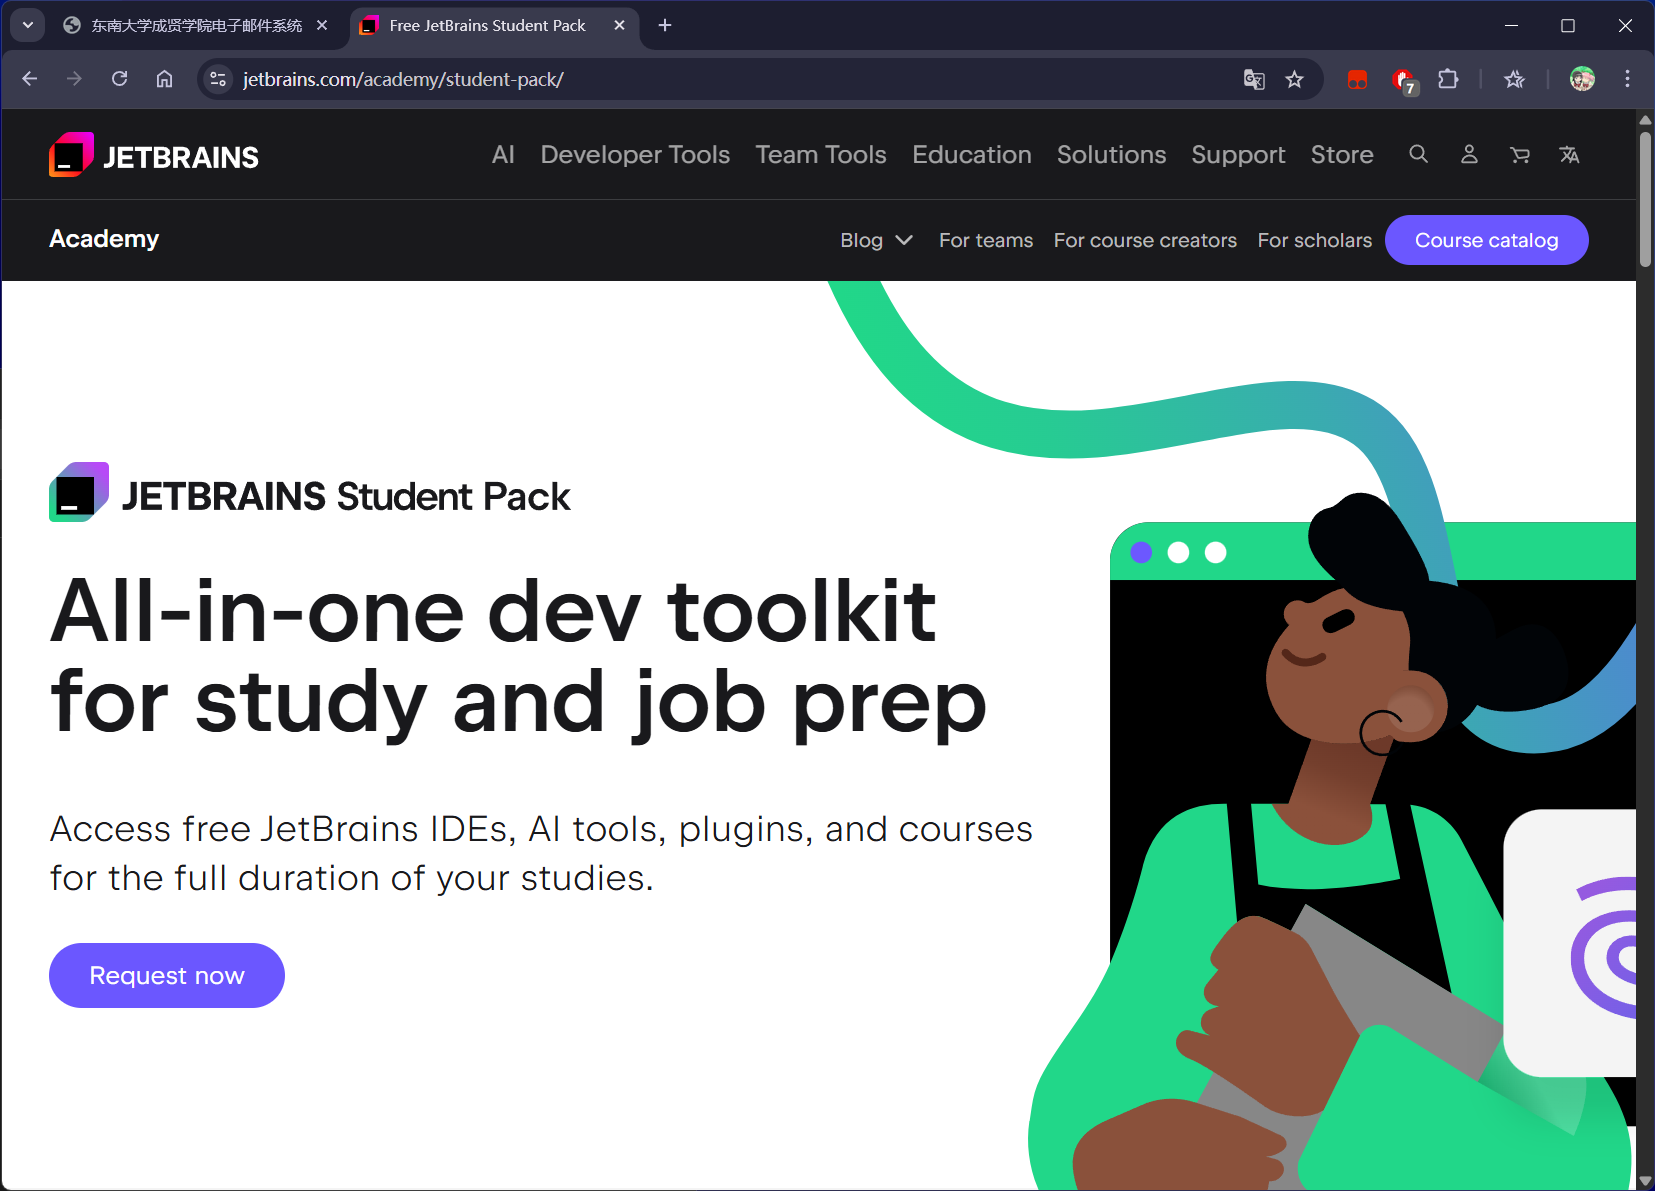 东南大学成贤学院电子邮件系统
Free JetBrains Student Pack
jetbrains.com/academy/student-pack/
7
JETBRAINS
AI Developer Tools Team Tools Education Solutions Support Store
Academy
Blog For teams For course creators For scholars Course catalog
JETBRAINS Student Pack
All-in-one dev toolkit
for study and job prep
Access free JetBrains IDEs, AI tools, plugins, and courses
for the full duration of your studies.
Request now